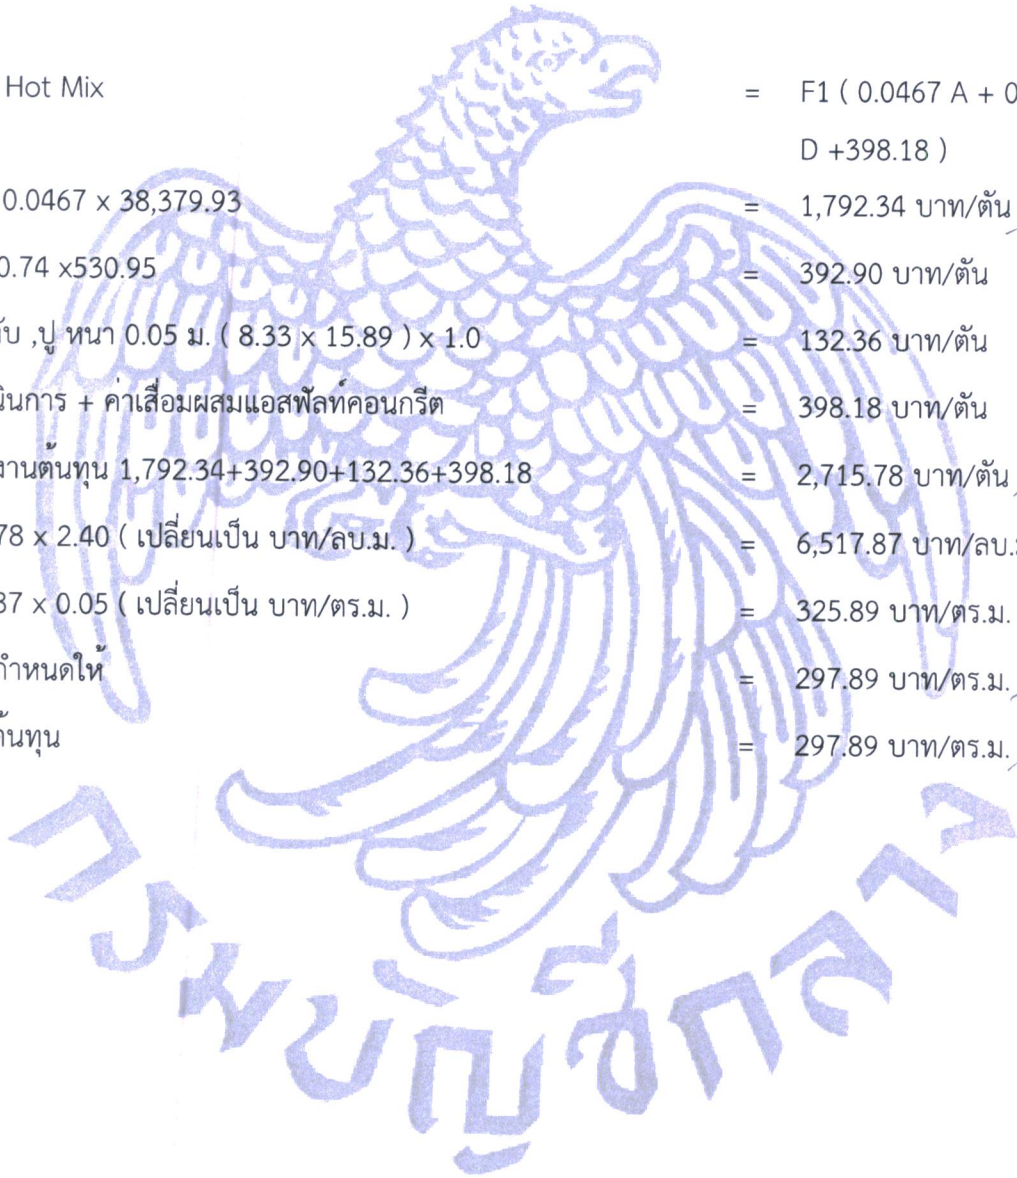 Hot Mix = F1 ( 0.0467 A + 0
D +398.18 )
0.0467 x 38,379.93 = 1,792.34 บาท/ตัน
0.74 x530.95 = 392.90 บาท/ตัน
,ปู หนา 0.05 ม. ( 8.33 x 15.89 ) x 1.0 = 132.36 บาท/ตัน
นินการ + ค่าเสื่อมผสมแอสฟัลท์คอนกรีต = 398.18 บาท/ตัน
งานต้นทุน 1,792.34+392.90+132.36+398.18 = 2,715.78 บาท/ตัน
78 x 2.40 ( เปลี่ยนเป็น บาท/ลบ.ม. ) = 6,517.87 บาท/ลบ.ม
87 x 0.05 ( เปลี่ยนเป็น บาท/ตร.ม. ) = 325.89 บาท/ตร.ม.
กำหนดให้ = 297.89 บาท/ตร.ม.
ต้นทุน = 297.89 บาท/ตร.ม.
กรมบัญชีกลาง